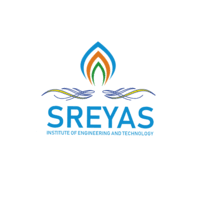 SREYAS
INSTITUTE OF ENGINEERING AND TECHNOLOGY